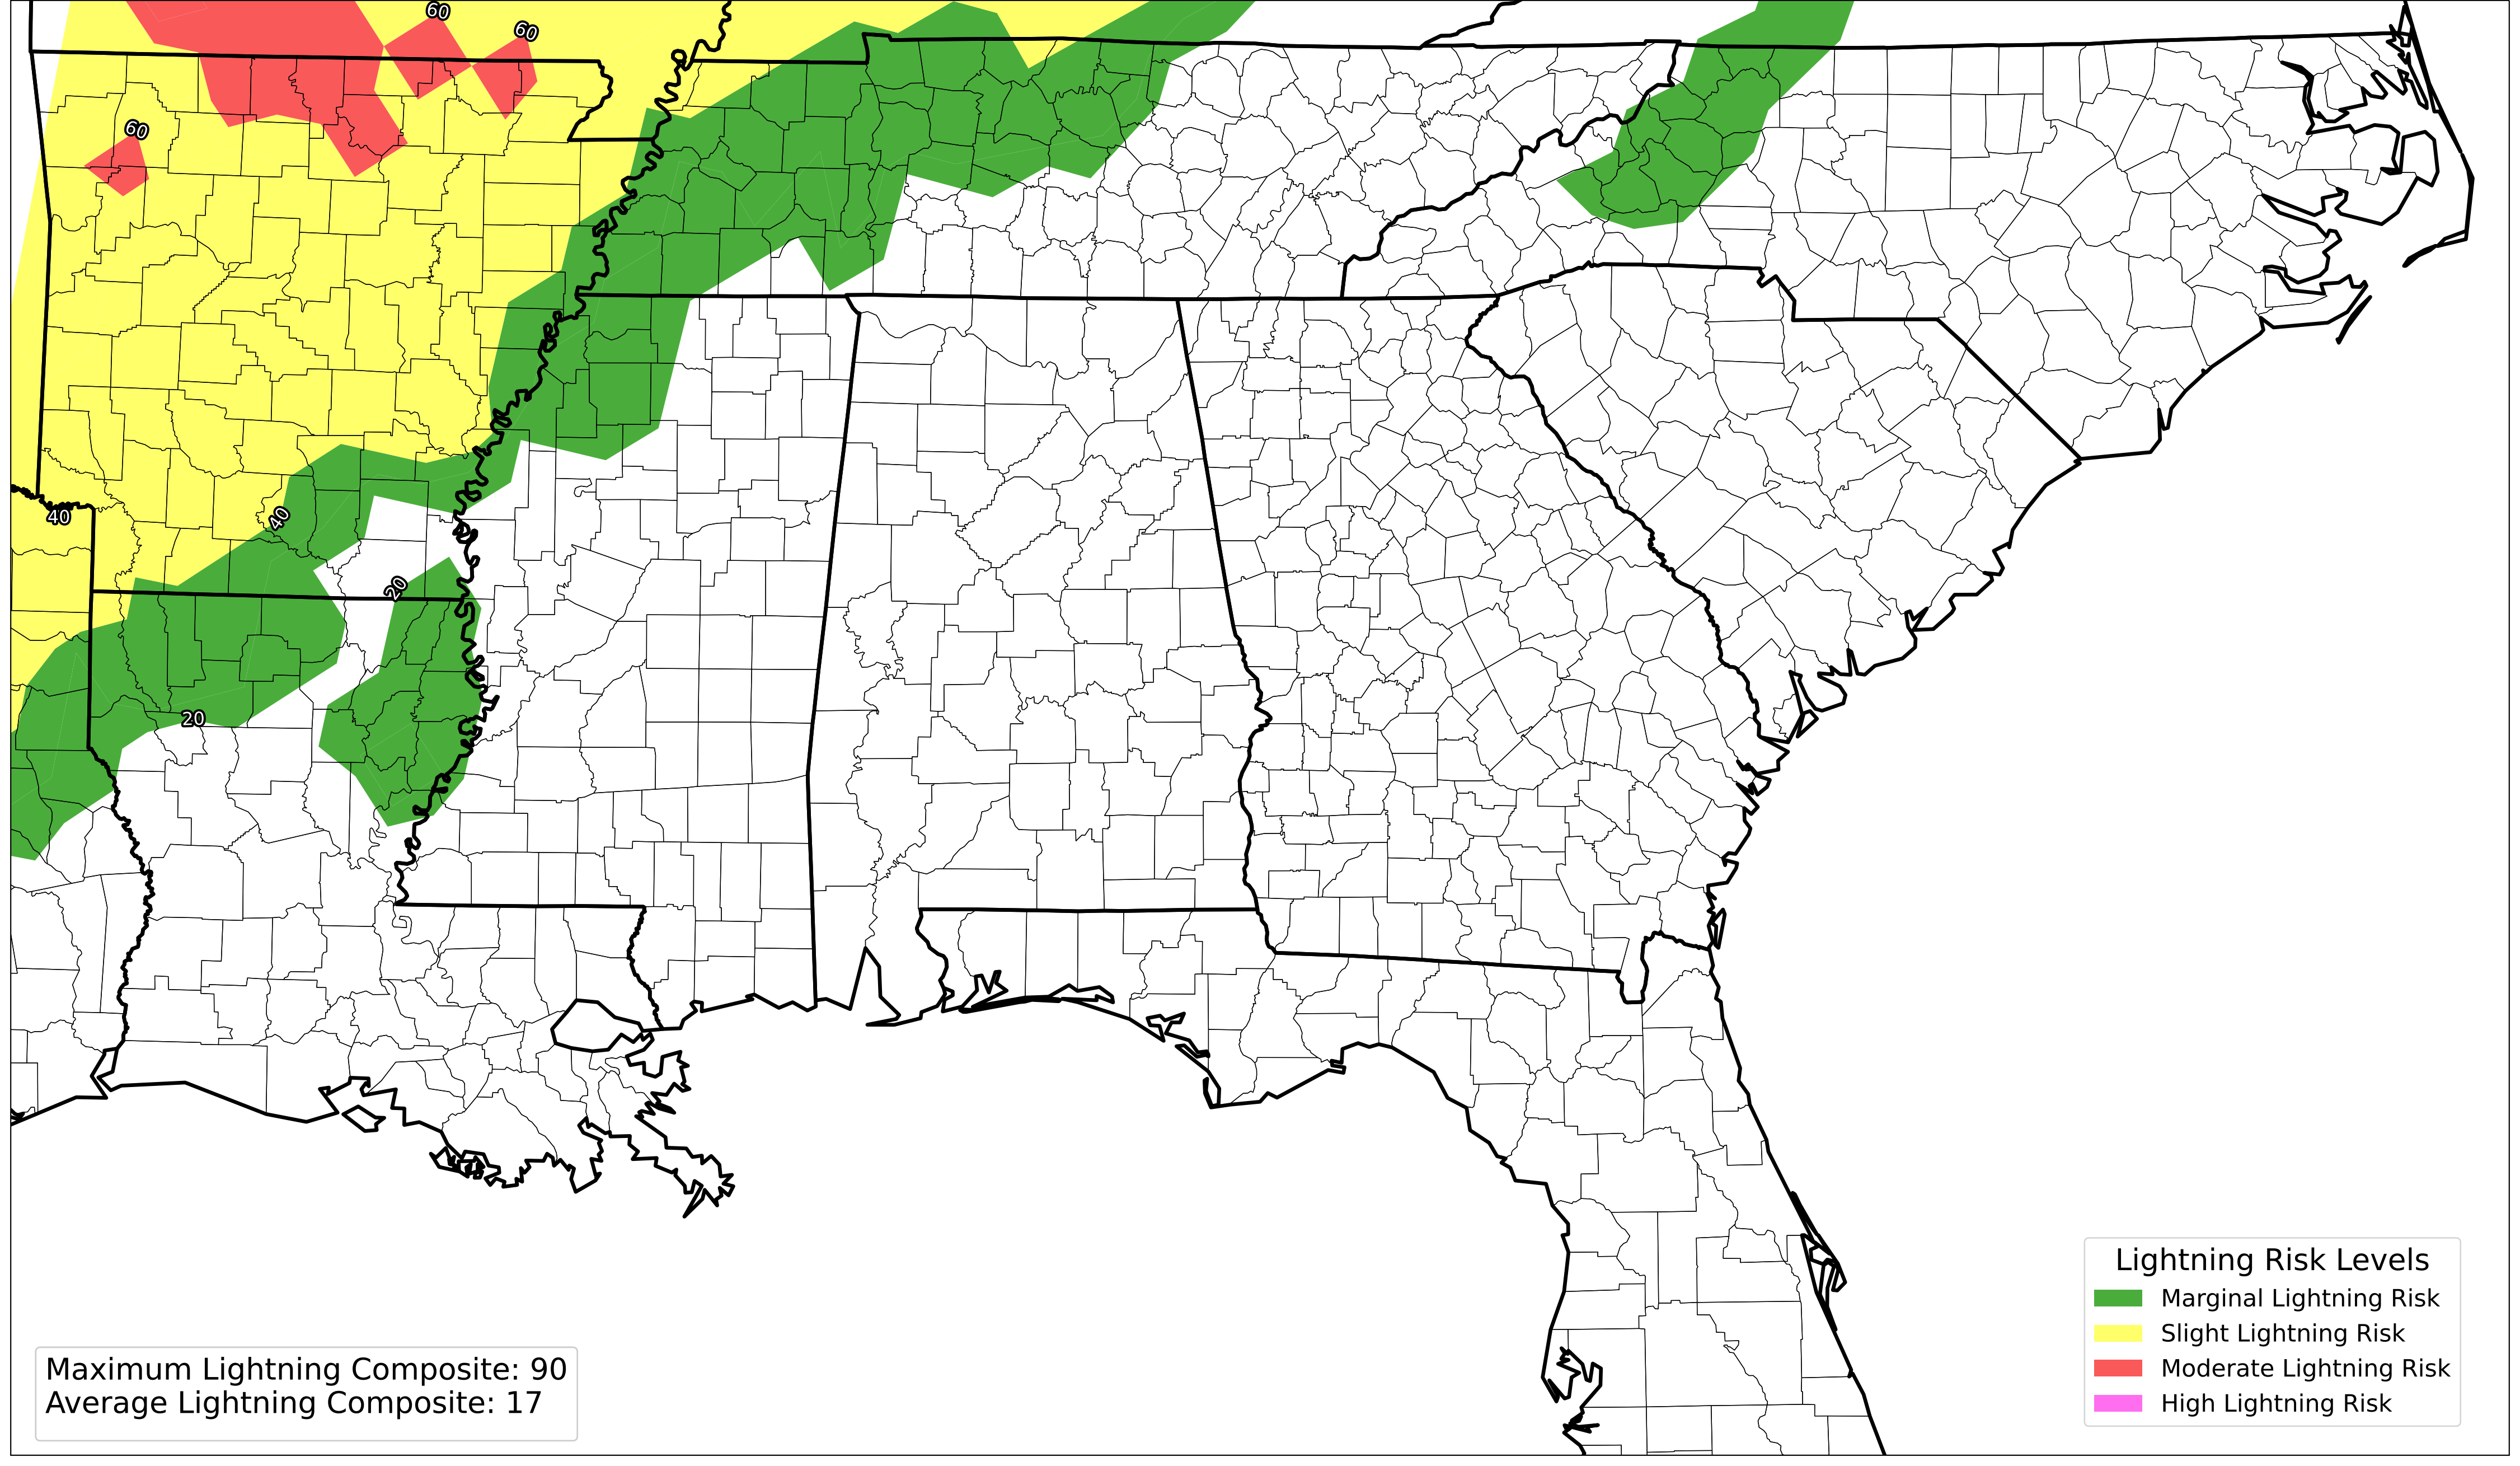 60
60
60
40
40
20
20
Lightning Risk Levels
Marginal Lightning Risk
Slight Lightning Risk
Moderate Lightning Risk
High Lightning Risk
Maximum Lightning Composite: 90
Average Lightning Composite: 17